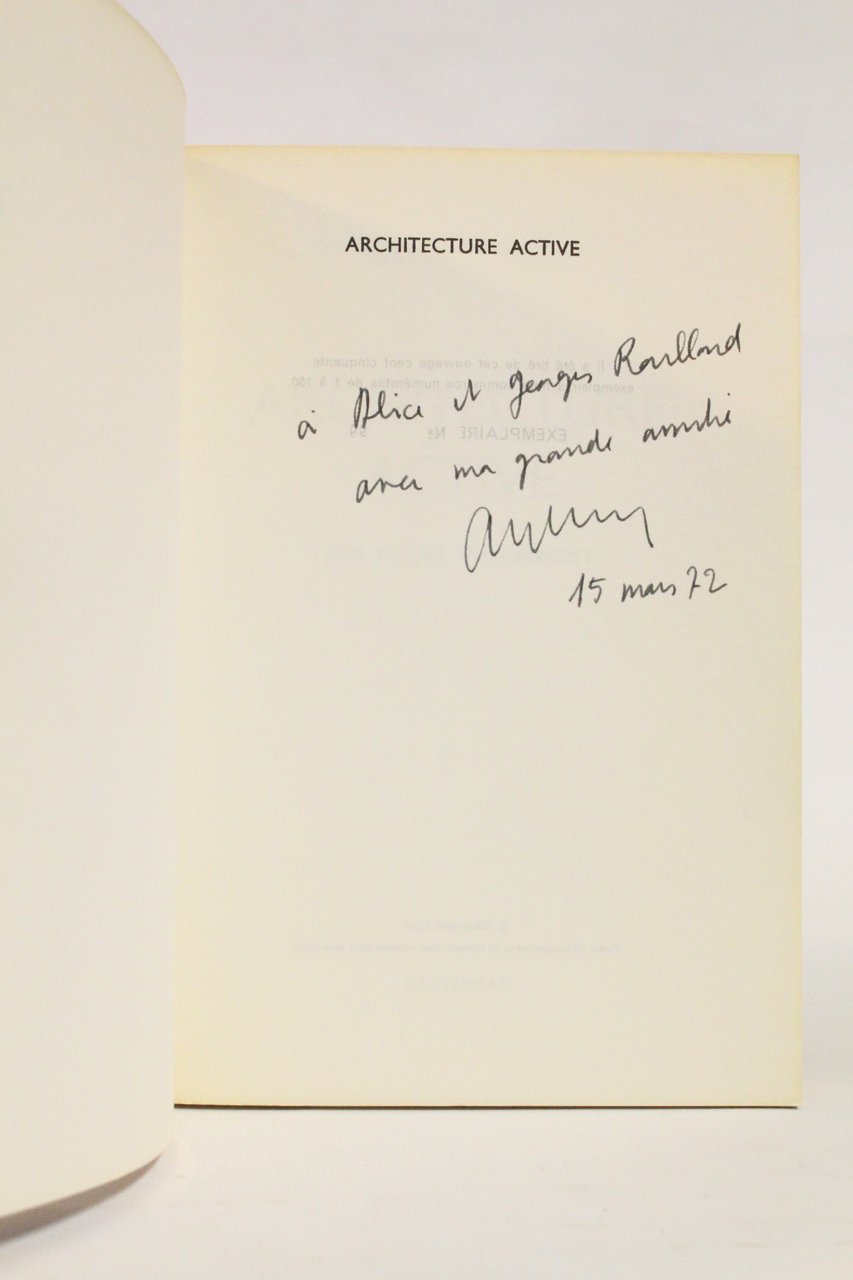 ARCHITECTURE ACTIVE
à Alice et Georges Raillard
avec ma grande amitié
15 mars 72